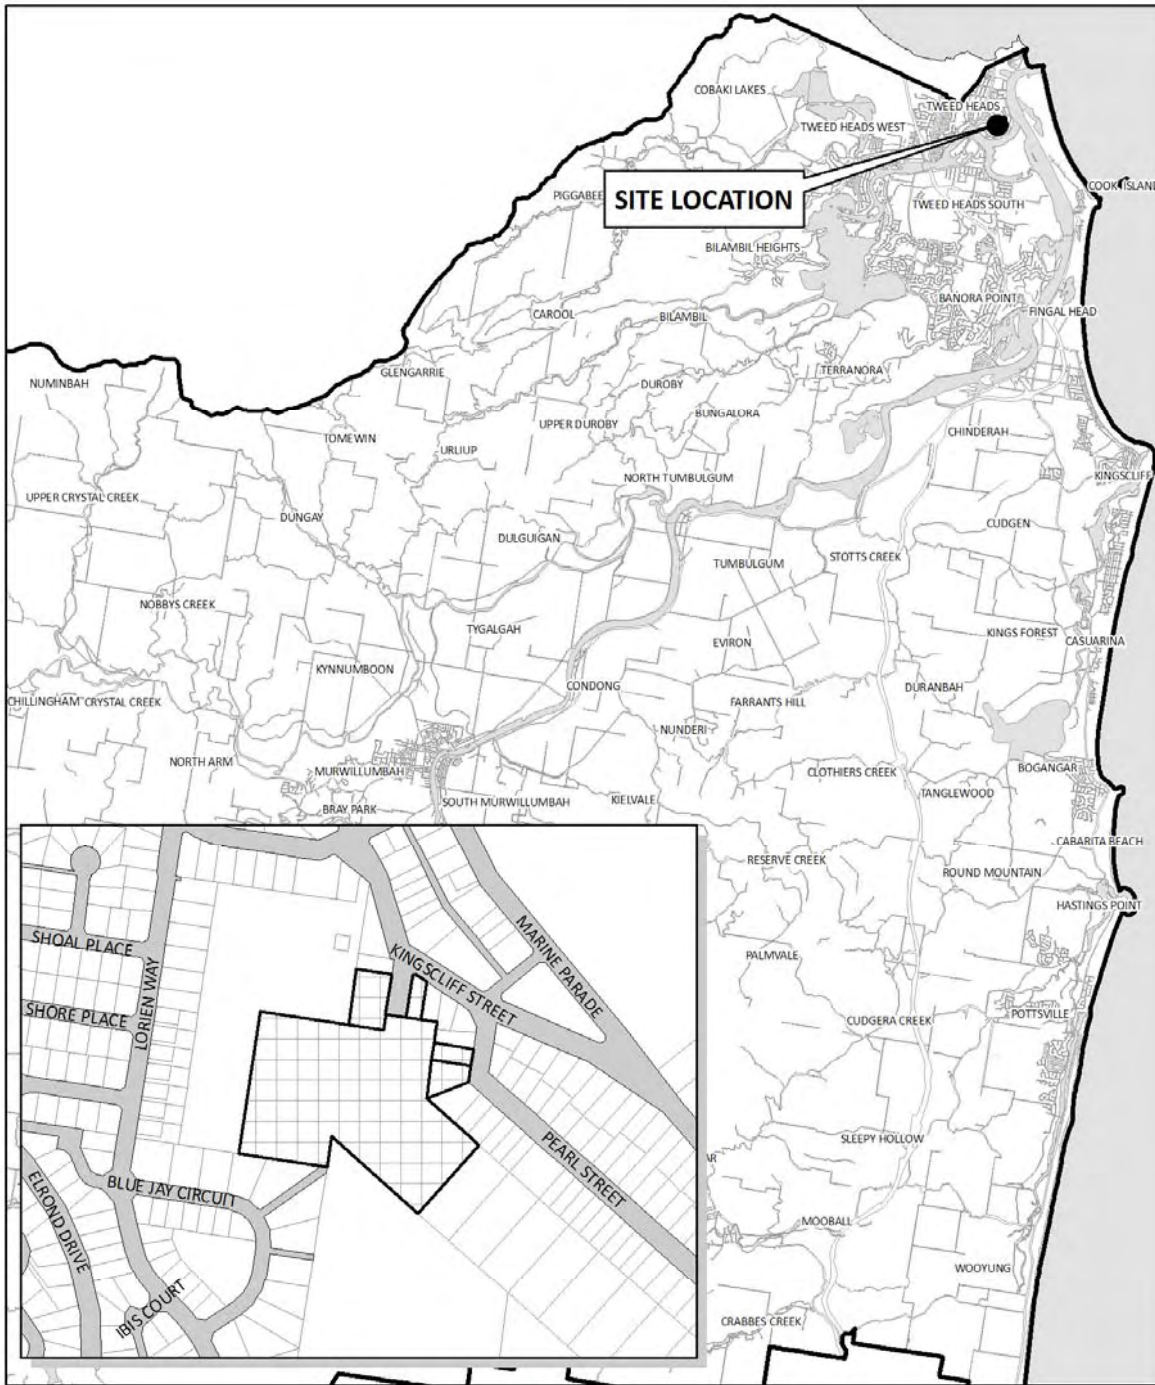 COBAKI LAKES
TWEED HEADS
TWEED HEADS WEST
SITE LOCATION
COOK ISLAND
PIGGABEE
TWEED HEADS SOUTH
BILAMBIL HEIGHTS
BANORA POINT
FINGAL HEAD
CAROOL
BILAMBIL
GLENGARRIE
TERRANORA
NUMINBAH
DUROBY
BUNGALORA
UPPER DUROBY
CHINDERAH
TOMEWIN
URLIUP
KINGSCLIFF
NORTH TUMBULGUM
UPPER CRYSTAL CREEK
DUNGAY
CUDGEN
DULGUIGAN
STOTTS CREEK
TUMBULGUM
NOBBYS CREEK
TYGALGAH
KINGS FOREST
EVIRON
CASUARINA
KYNNUMBOON
CONDONG
DURANBAH
CHILLINGHAM
CRYSTAL CREEK
FARRANTS HILL
NUNDERI
NORTH ARM
MURWILLUMBAH
CLOTHIERS CREEK
BOGANGAR
TANGLEWOOD
BRAY PARK
SOUTH MURWILLUMBAH
KIELVALE
CABARITA BEACH
RESERVE CREEK
ROUND MOUNTAIN
HASTINGS POINT
PALMVALE
CUDGERA CREEK
POTTSVILLE
SLEEPY HOLLOW
AR
MOOBALL
WOOYUNG
CRABBES CREEK
SHOAL PLACE
SHORE PLACE
LORIEN WAY
KINGSCLIFF STREET
MARINE PARADE
PEARL STREET
BLUE JAY CIRCUIT
ELROND DRIVE
IBIS COURT